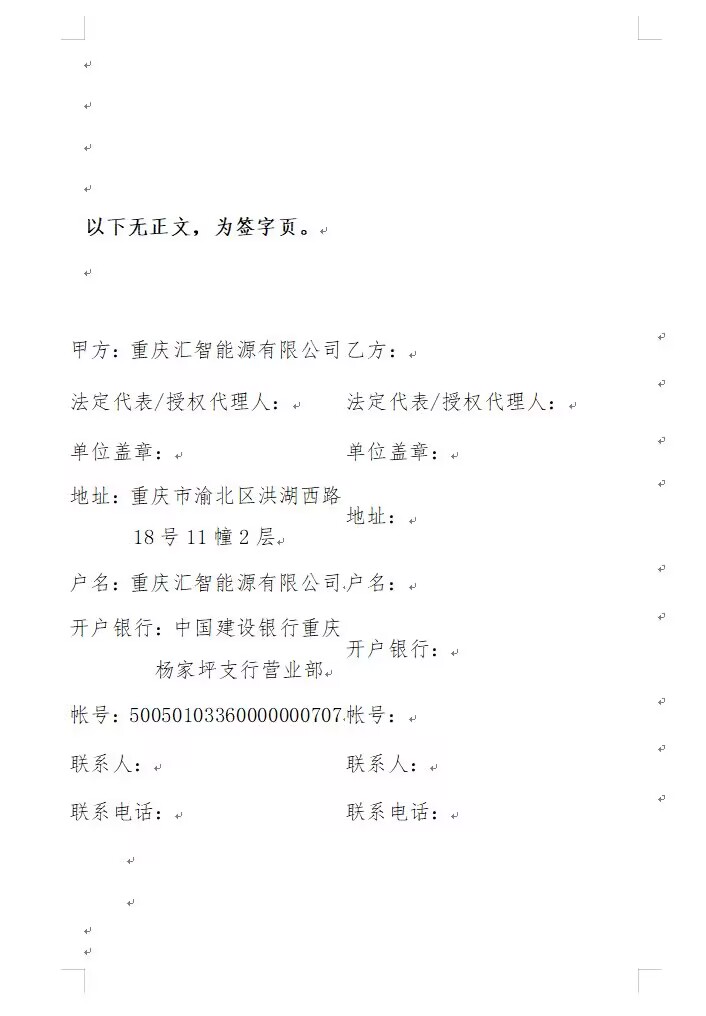 以下无正文，为签字页。
甲方：重庆汇智能源有限公司 乙方：
法定代表/授权代理人： 法定代表/授权代理人：
单位盖章： 单位盖章：
地址：重庆市渝北区洪湖西路
18 号 11 幢 2 层 地址：
户名：重庆汇智能源有限公司 户名：
开户银行：中国建设银行重庆
杨家坪支行营业部 开户银行：
帐号：50050103360000000707 帐号：
联系人： 联系人：
联系电话： 联系电话：